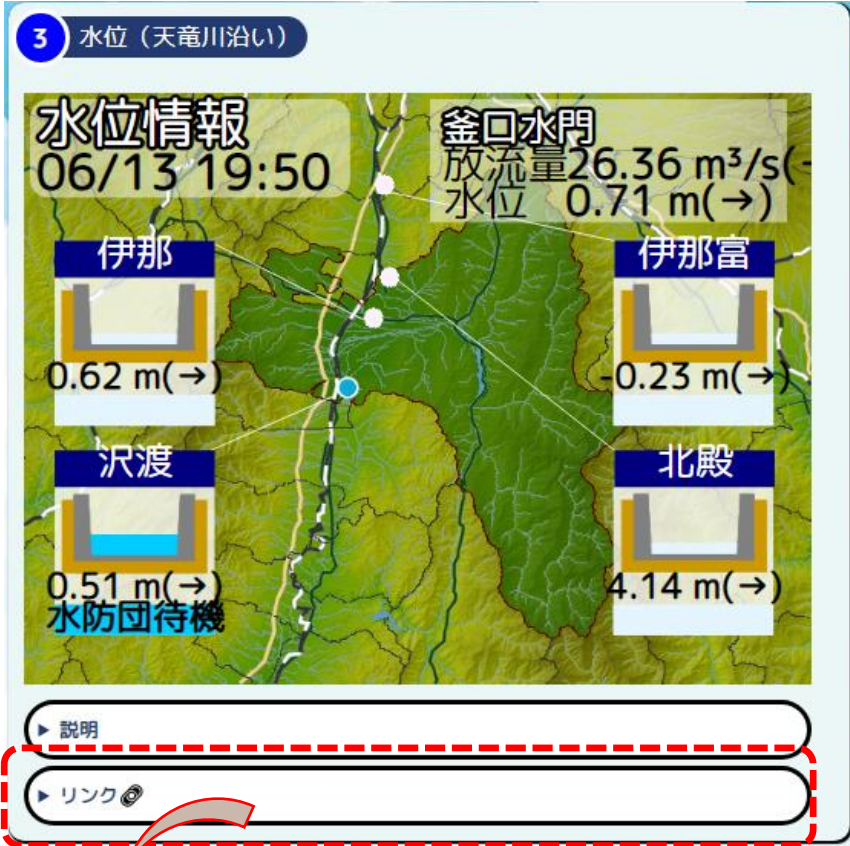 3 水位（天竜川沿い）
水位情報
06/13 19:50
釜口水門
放流量26.36 m³/s(-
水位 0.71 m(→)
伊那
0.62 m(→)
伊那富
-0.23 m(→)
沢渡
0.51 m(→)
水防団待機
北殿
4.14 m(→)
▶ 説明
▶ リンク🔗